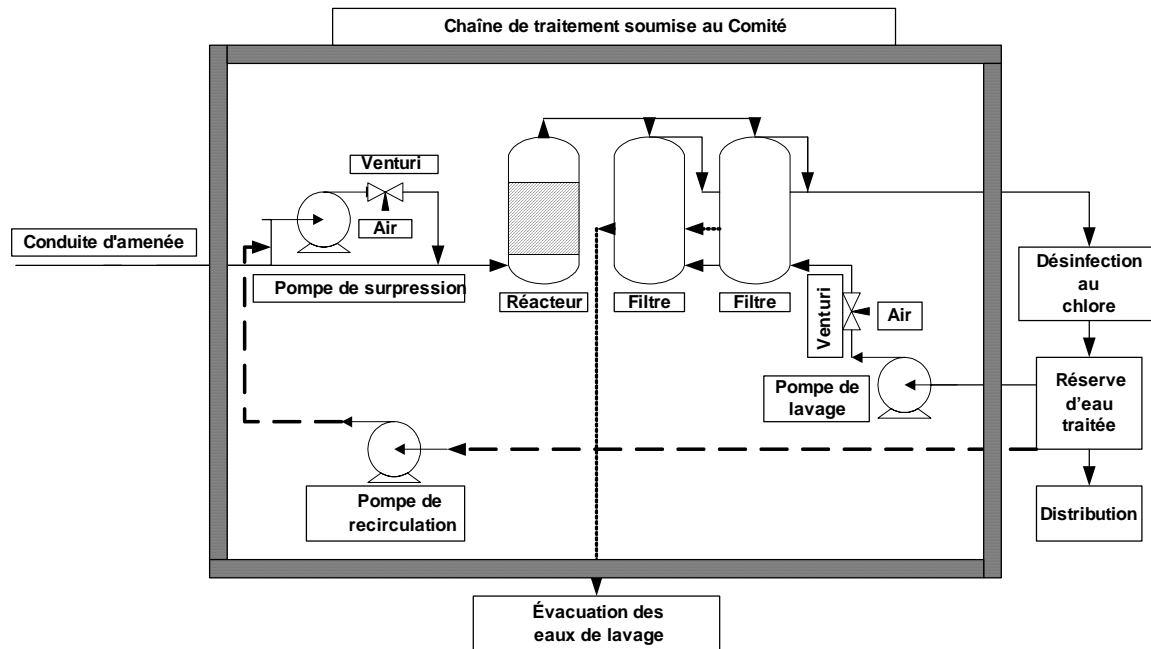 Chaîne de traitement soumise au Comité
Venturi
Air
Conduite d'amenée
Pompe de surpression
Réacteur
Filtre
Filtre
Venturi
Air
Désinfection
au
chlore
Pompe de
lavage
Réserve
d’eau
traitée
Pompe de
recirculation
Distribution
Évacuation des
eaux de lavage